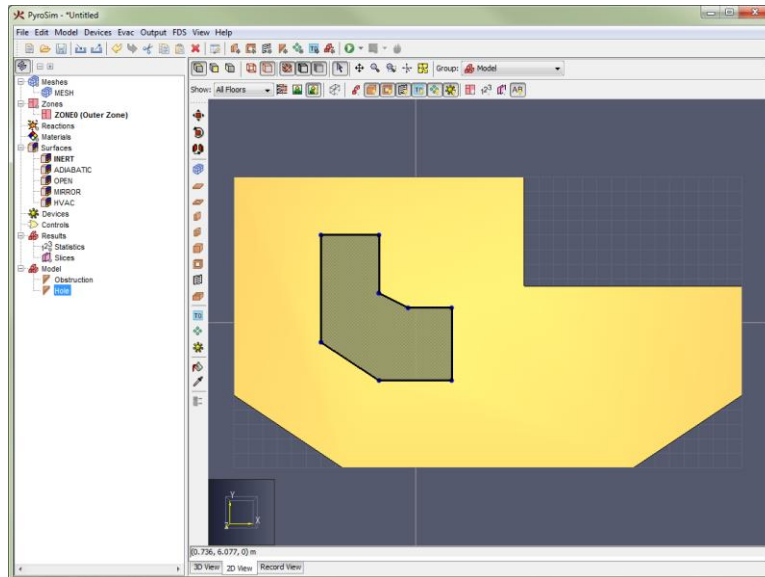 PyroSim - *Untitled
File Edit Model Devices Evac Output FDS View Help
Group: Model
Show: All Floors
Meshes
MESH
Zones
ZONE0 (Outer Zone)
Reactions
Materials
Surfaces
INERT
ADIABATIC
OPEN
MIRROR
HVAC
Devices
Controls
Results
Statistics
Slices
Model
Obstruction
Hole
Y
X
Z
(0.736, 6.077, 0) m
3D View 2D View Record View